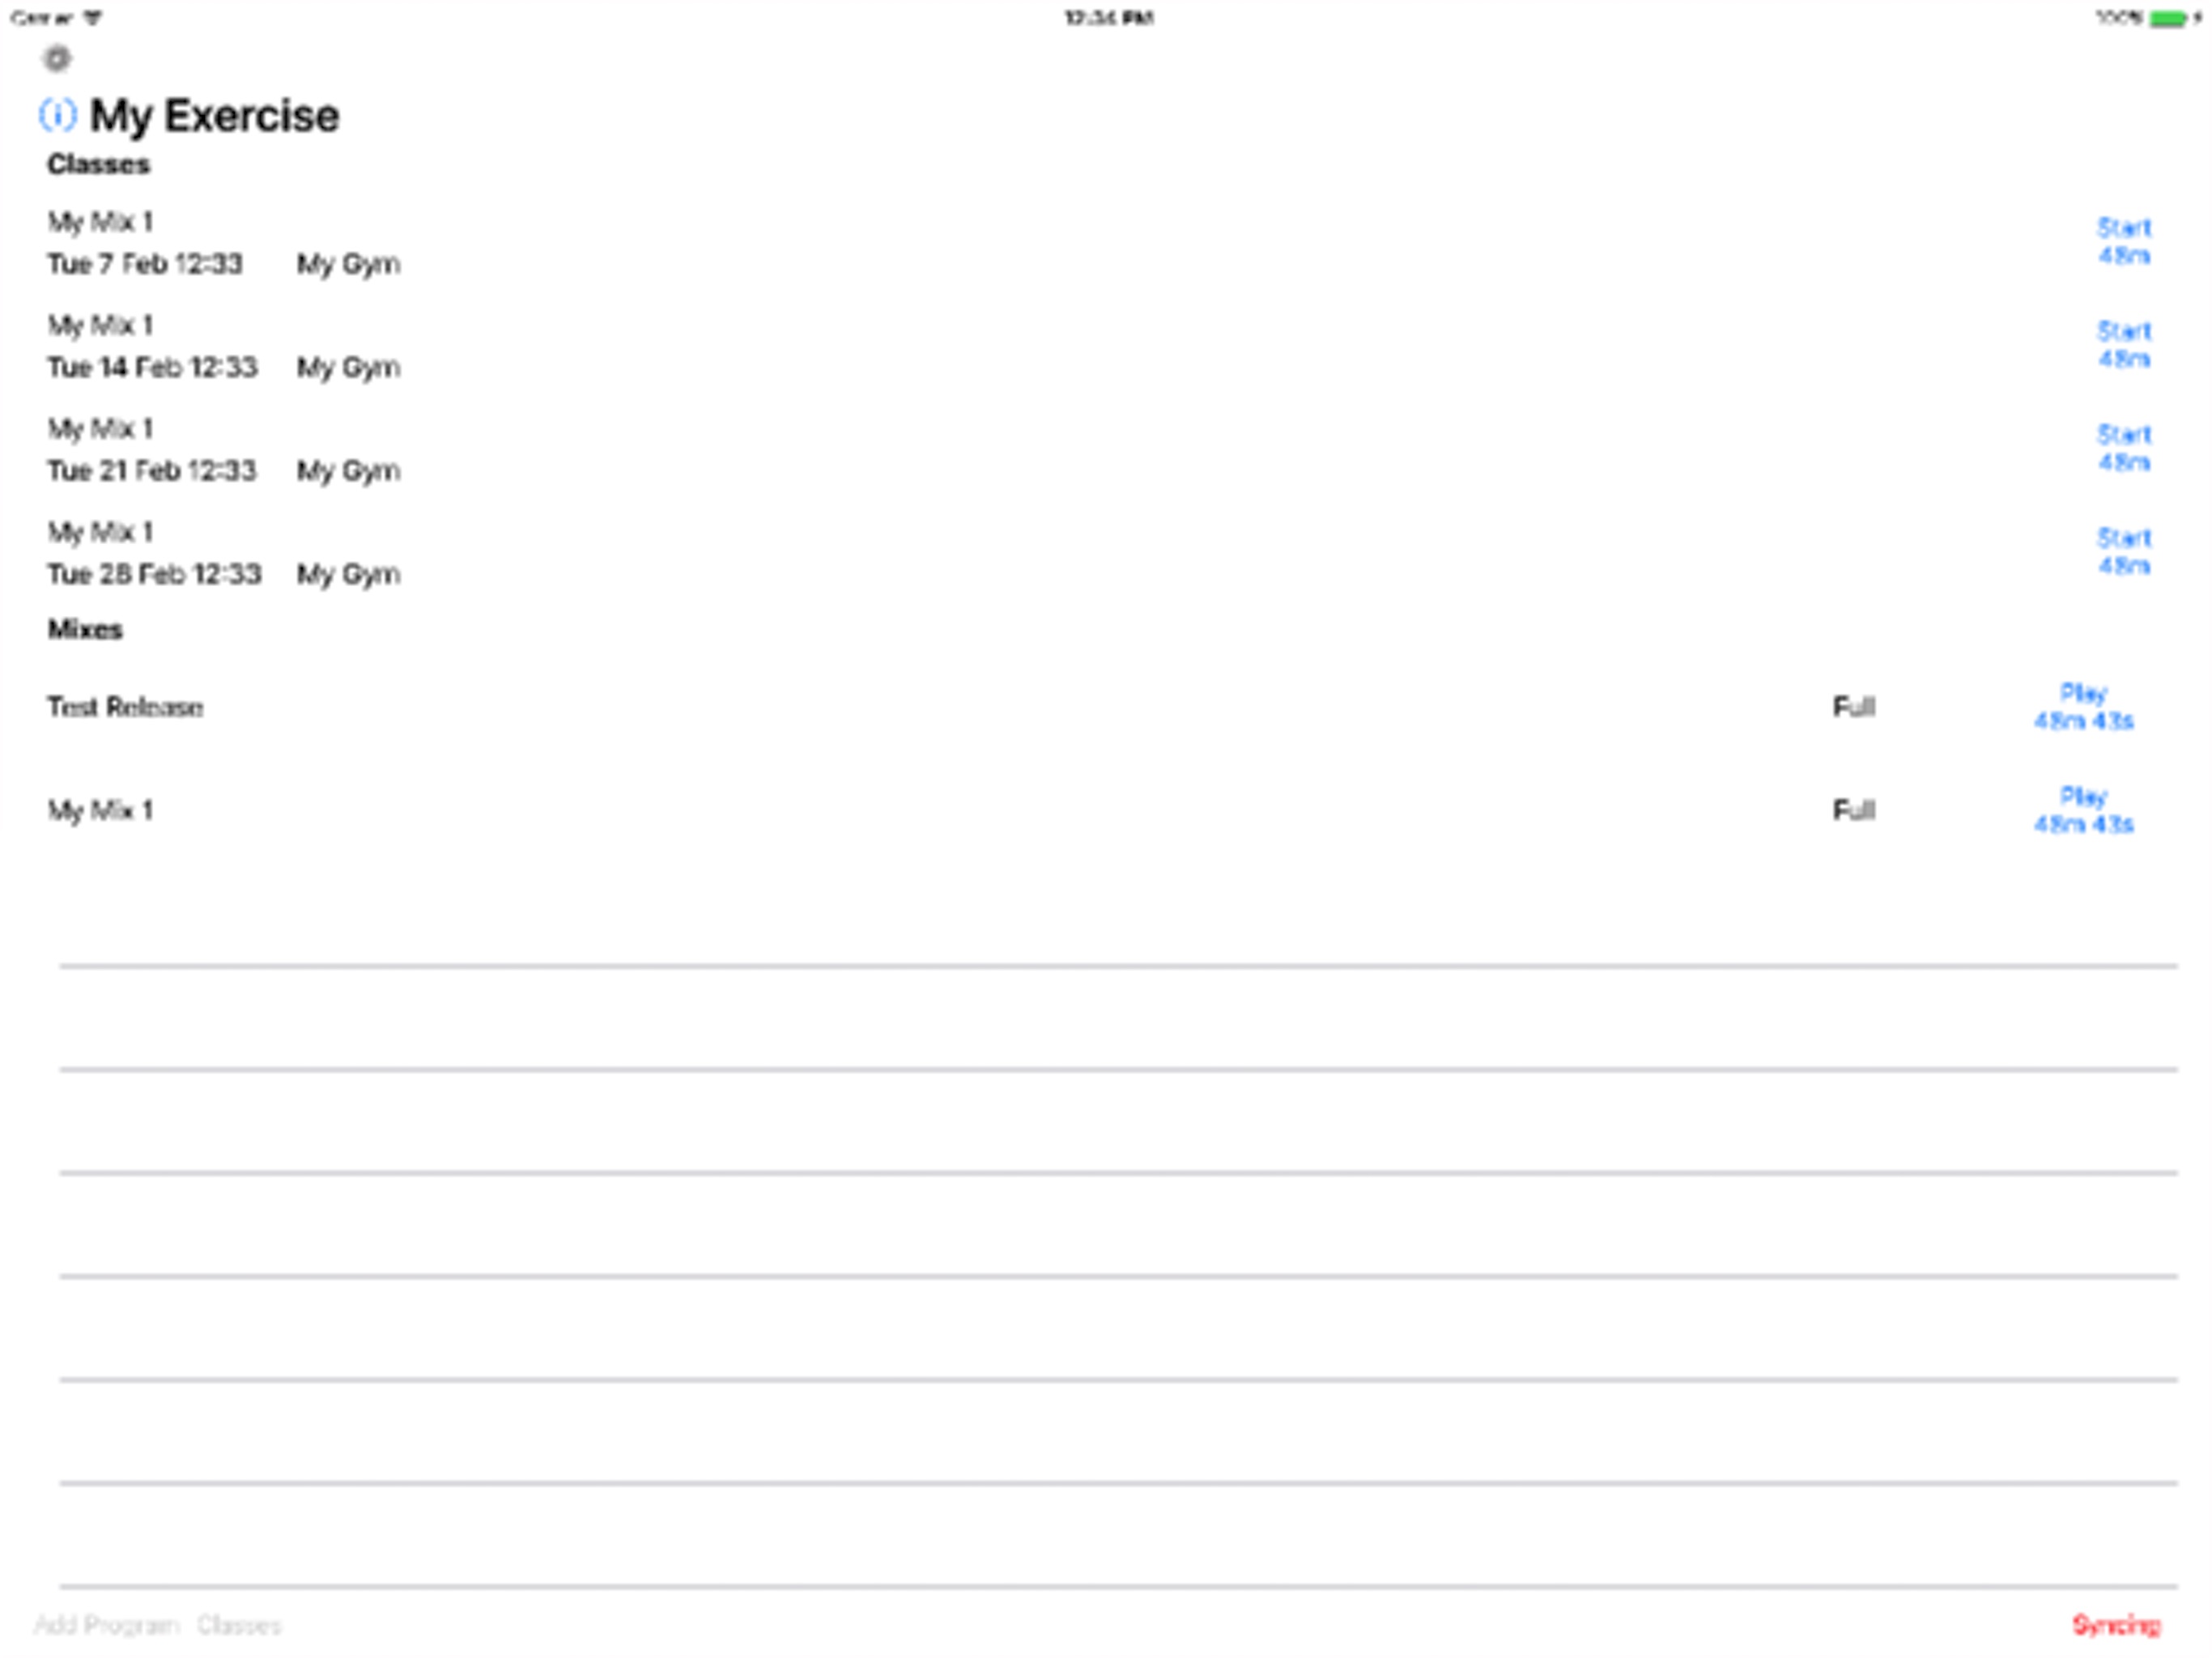 Carrier 12:34 PM 100%
My Exercise
Classes
My Mix 1
Tue 7 Feb 12:33 My Gym Start 48m
My Mix 1
Tue 14 Feb 12:33 My Gym Start 48m
My Mix 1
Tue 21 Feb 12:33 My Gym Start 48m
My Mix 1
Tue 28 Feb 12:33 My Gym Start 48m
Mixes
Test Release Full Play 48m 43s
My Mix 1 Full Play 48m 43s
Add Program Classes Syncing